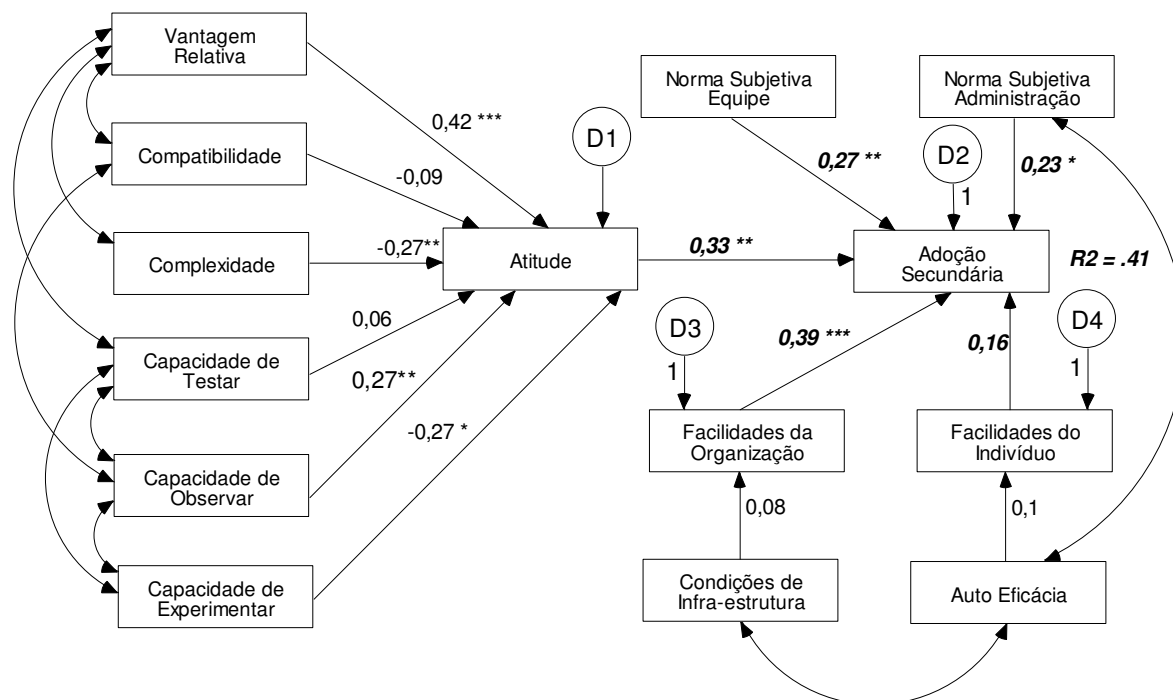 Vantagem
Relativa
0,42 ***
Compatibilidade
-0,09
Complexidade
-0,27**
Capacidade de
Testar
0,06
Capacidade de
Observar
0,27**
Capacidade de
Experimentar
-0,27 *
D1
Atitude
0,33 **
Norma Subjetiva
Equipe
0,27 **
Norma Subjetiva
Administração
0,23 *
D2
1
Adoção
Secundária
R2 = .41
D3
1
0,39 ***
0,16
D4
1
Facilidades da
Organização
Facilidades do
Indivíduo
0,08
0,1
Condições de
Infra-estrutura
Auto Eficácia